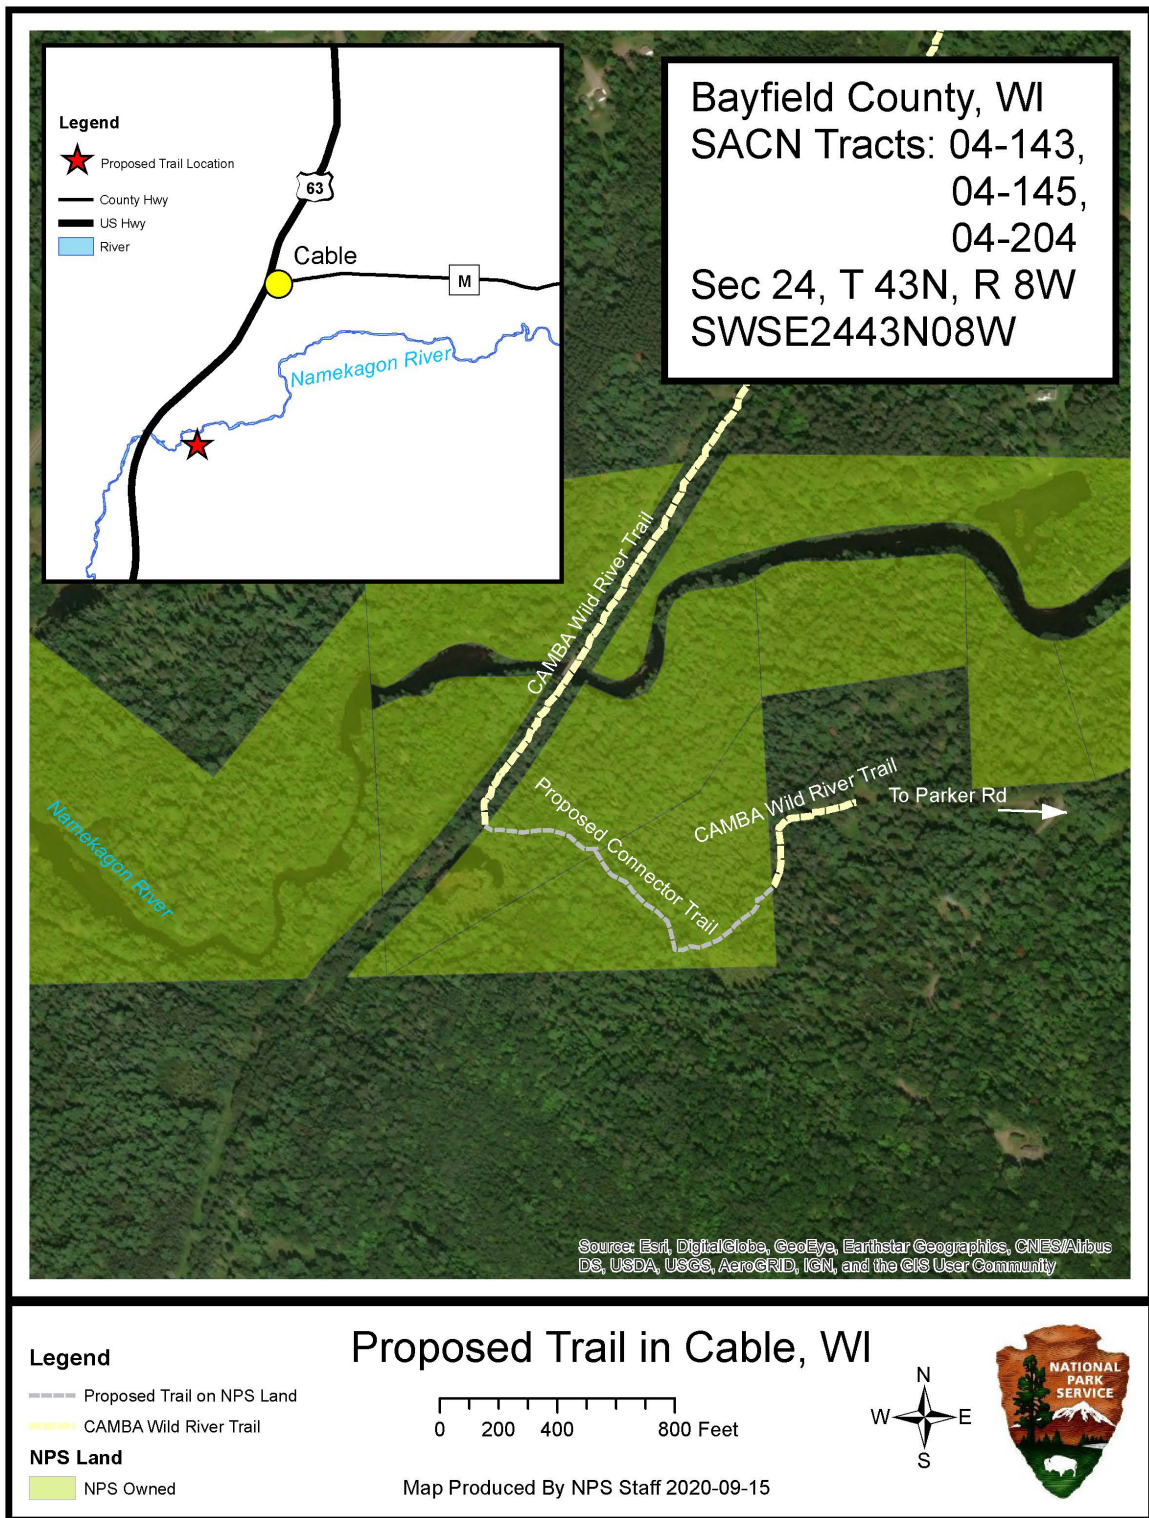 Legend
Proposed Trail Location
County Hwy
US Hwy
River
63
Cable
M
Namekagon River
Bayfield County, WI
SACN Tracts: 04-143,
04-145,
04-204
Sec 24, T 43N, R 8W
SWSE2443N08W
CAMBA Wild River Trail
Proposed Connector Trail
CAMBA Wild River Trail
To Parker Rd
Namekagon River
Source: Esri, DigitalGlobe, GeoEye, Earthstar Geographics, CNES/Airbus
DS, USDA, USGS, AeroGRID, IGN, and the GIS User Community
Legend
Proposed Trail on NPS Land
CAMBA Wild River Trail
NPS Land
NPS Owned
Proposed Trail in Cable, WI
0 200 400 800 Feet
Map Produced By NPS Staff 2020-09-15
N
W E
S
NATIONAL
PARK
SERVICE